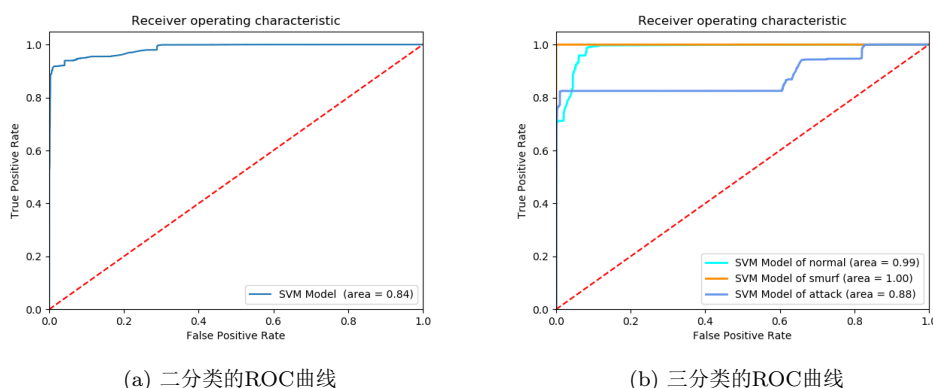 Receiver operating characteristic
1.0
0.8
0.6
0.4
0.2
0.0
True Positive Rate
0.0 0.2 0.4 0.6 0.8 1.0
False Positive Rate
SVM Model (area = 0.84)
(a) 二分类的ROC曲线
Receiver operating characteristic
1.0
0.8
0.6
0.4
0.2
0.0
True Positive Rate
0.0 0.2 0.4 0.6 0.8 1.0
False Positive Rate
SVM Model of normal (area = 0.99)
SVM Model of smurf (area = 1.00)
SVM Model of attack (area = 0.88)
(b) 三分类的ROC曲线